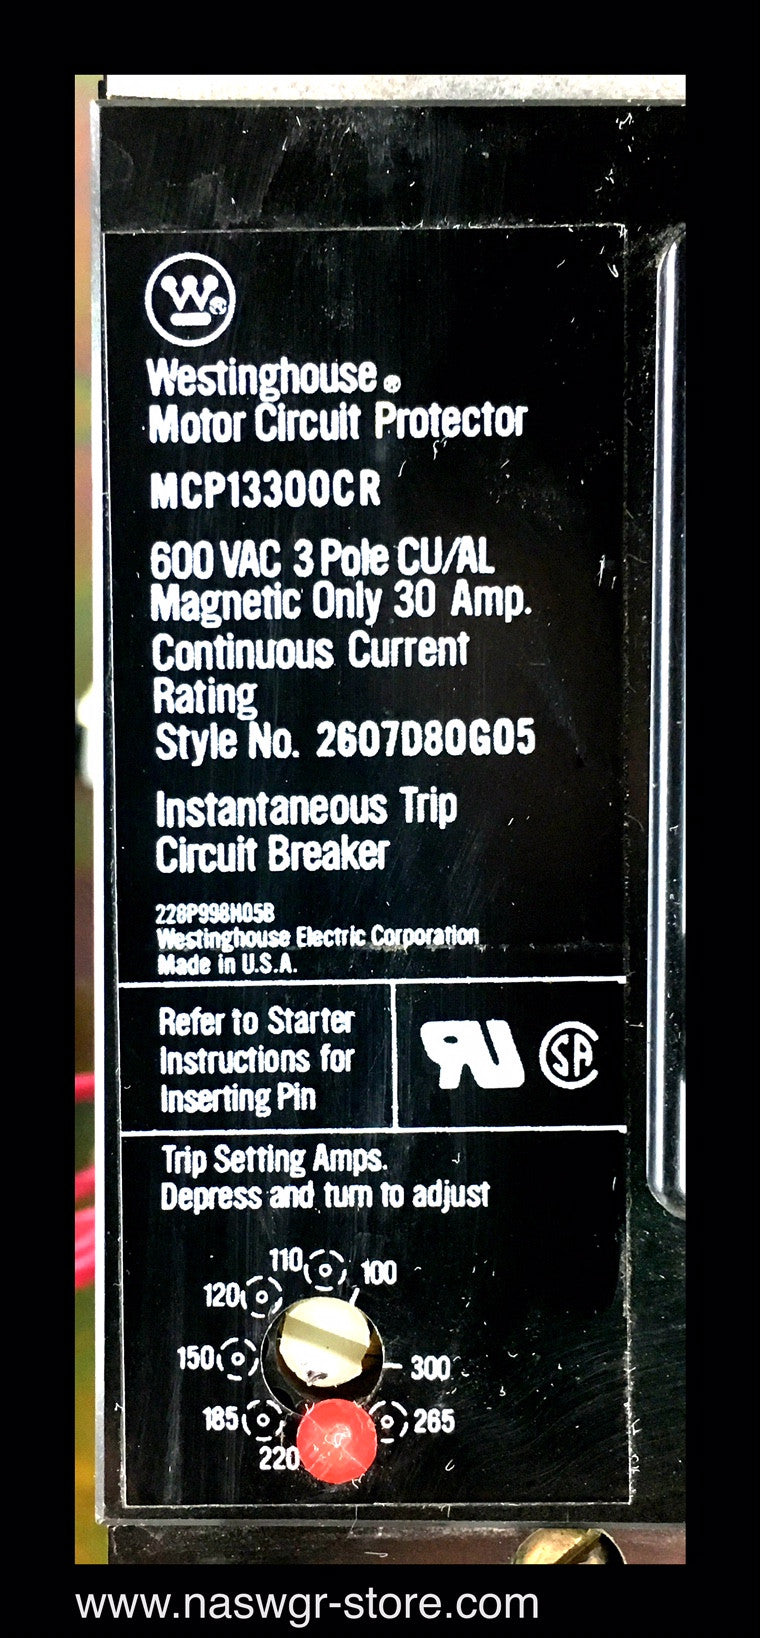 W
Westinghouse®
Motor Circuit Protector
MCP13300CR
600 VAC 3 Pole CU/AL
Magnetic Only 30 Amp.
Continuous Current
Rating
Style No. 2607D80G05
Instantaneous Trip
Circuit Breaker
228P998H05B
Westinghouse Electric Corporation
Made in U.S.A.
Refer to Starter
Instructions for
Inserting Pin
UR SA
Trip Setting Amps.
Depress and turn to adjust
110 100
120
150 300
185 265
220
www.naswgr-store.com